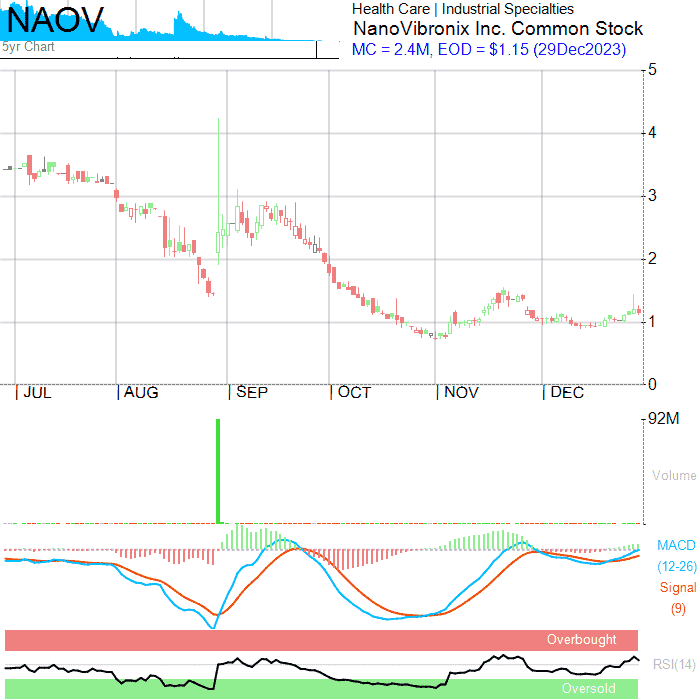 NAOV
5yr Chart
Health Care | Industrial Specialties
NanoVibronix Inc. Common Stock
MC = 2.4M, EOD = $1.15 (29Dec2023)
5
4
3
2
1
0
JUL
AUG
SEP
OCT
NOV
DEC
92M
Volume
MACD
(12-26)
Signal
(9)
Overbought
RSI(14)
Oversold